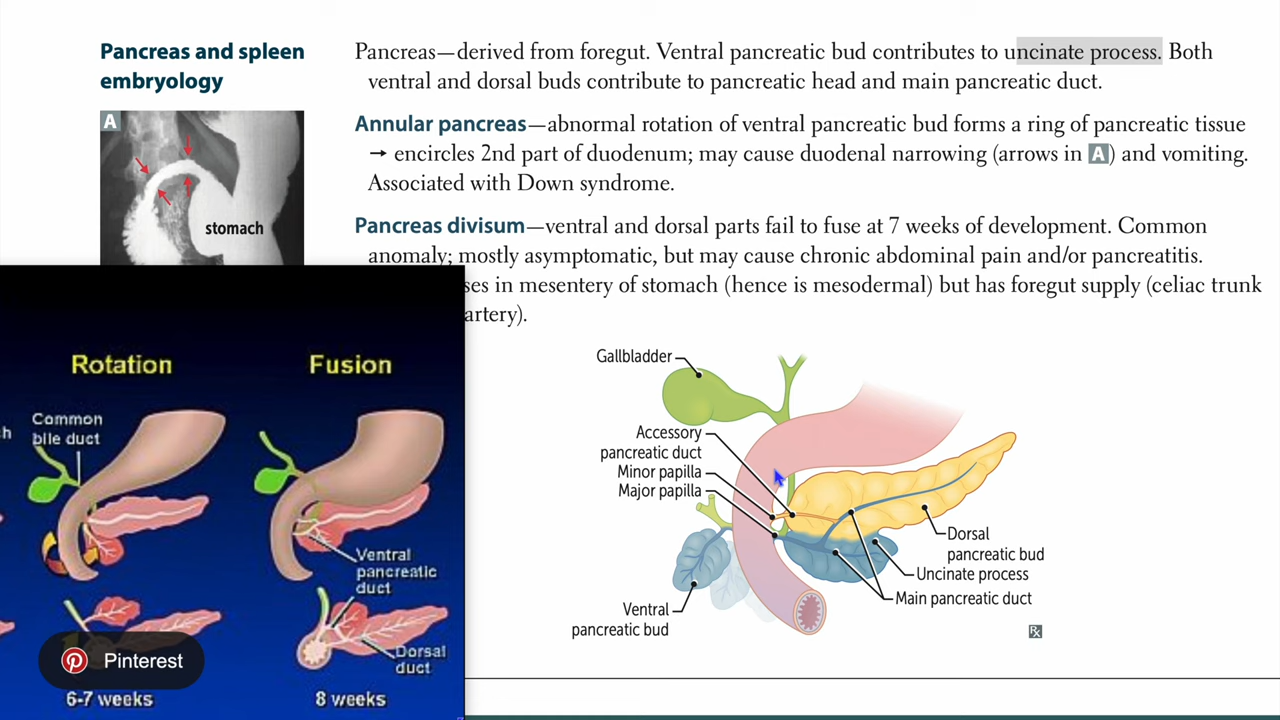 Pancreas and spleen
embryology
A
stomach
Pancreas—derived from foregut. Ventral pancreatic bud contributes to uncinate process. Both
ventral and dorsal buds contribute to pancreatic head and main pancreatic duct.
Annular pancreas—abnormal rotation of ventral pancreatic bud forms a ring of pancreatic tissue
→ encircles 2nd part of duodenum; may cause duodenal narrowing (arrows in A) and vomiting.
Associated with Down syndrome.
Pancreas divisum—ventral and dorsal parts fail to fuse at 7 weeks of development. Common
anomaly; mostly asymptomatic, but may cause chronic abdominal pain and/or pancreatitis.
ses in mesentery of stomach (hence is mesodermal) but has foregut supply (celiac trunk
artery).
Rotation
Fusion
h
Common
bile duct
Ventral
pancreatic
duct
Dorsal
duct
Pinterest
6-7 weeks
8 weeks
Gallbladder
Accessory
pancreatic duct
Minor papilla
Major papilla
Ventral
pancreatic bud
Dorsal
pancreatic bud
Uncinate process
Main pancreatic duct
Rx